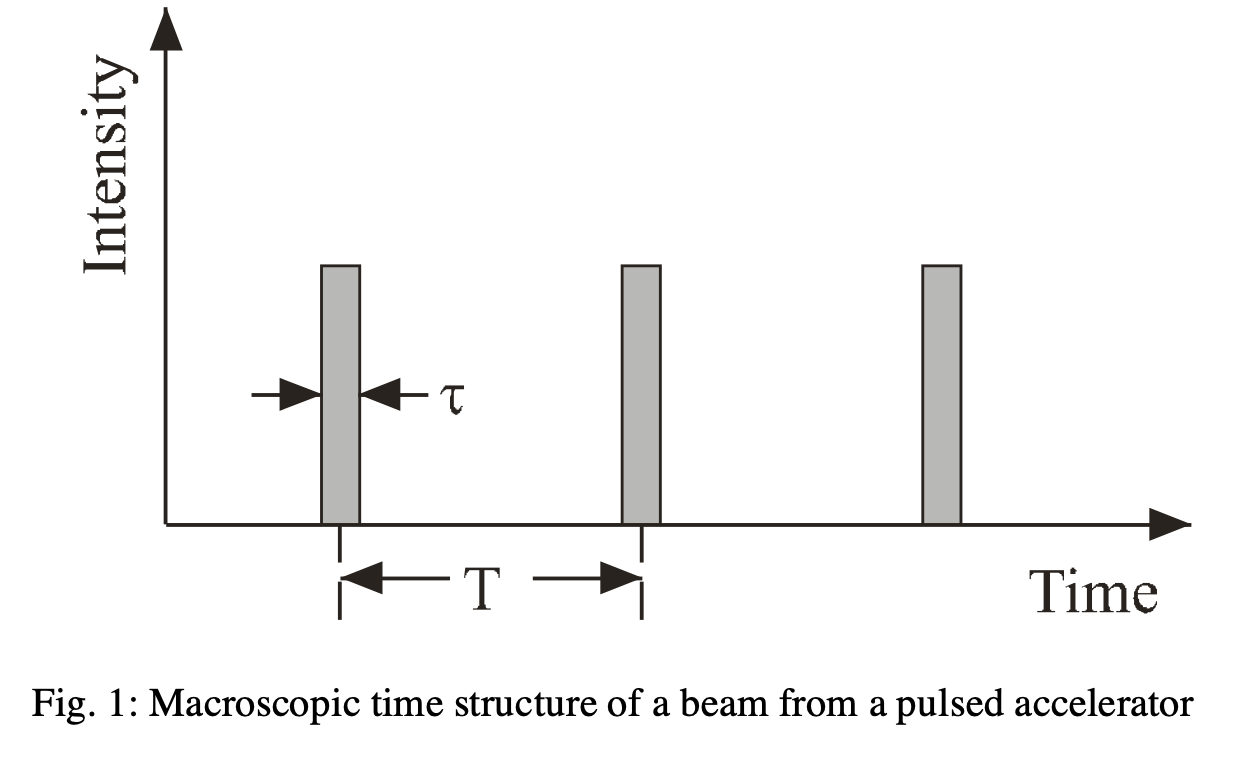 Intensity
τ
T
Time
Fig. 1: Macroscopic time structure of a beam from a pulsed accelerator